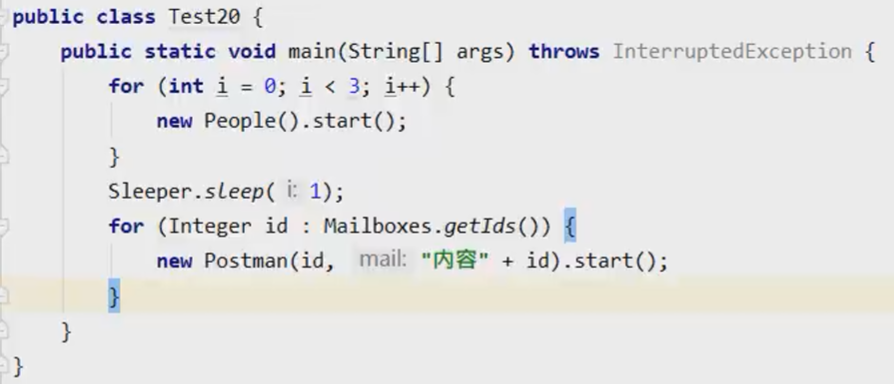 public class Test20 {
    public static void main(String[] args) throws InterruptedException {
        for (int i = 0; i < 3; i++) {
            new People().start();
        }
        Sleeper.sleep( i: 1);
        for (Integer id : Mailboxes.getIds()) {
            new Postman(id,  mail: "内容" + id).start();
        }
    }
}